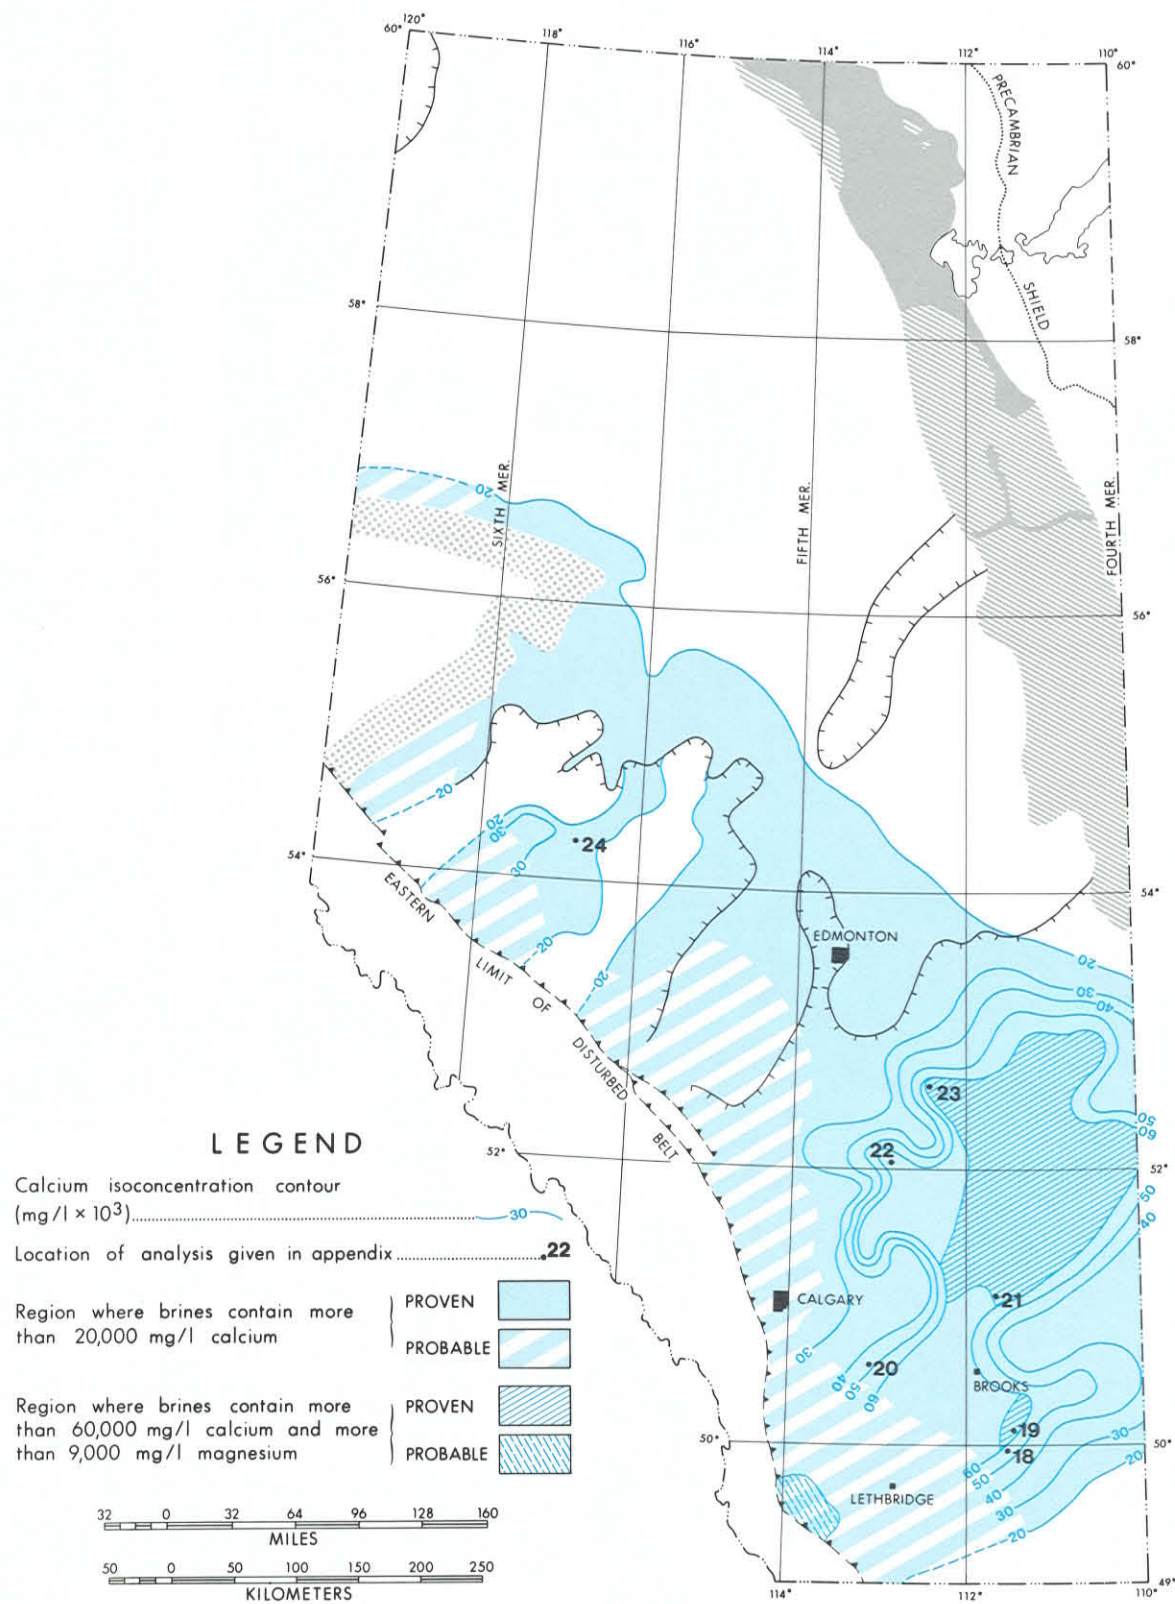 120°
60°
118°
116°
114°
112°
110°
60°
PRECAMBRIAN
SHIELD
58°
58°
20
SIXTH MER.
FIFTH MER.
FOURTH MER.
56°
56°
20
20
30
30
24
54°
54°
EASTERN
LIMIT OF
DISTURBED
BELT
20
20
EDMONTON
20
30
40
23
50
60
22
52°
52°
50
40
LEGEND
Calcium isoconcentration contour
(mg/l × 10³) 30
Location of analysis given in appendix 22
Region where brines contain more
than 20,000 mg/l calcium
PROVEN
PROBABLE
Region where brines contain more
than 60,000 mg/l calcium and more
than 9,000 mg/l magnesium
PROVEN
PROBABLE
CALGARY
21
30
40
50
60
20
BROOKS
19
18
50°
50°
60
50
40
30
20
30
20
LETHBRIDGE
32 0 32 64 96 128 160
MILES
50 0 50 100 150 200 250
KILOMETERS
114°
112°
110°
49°